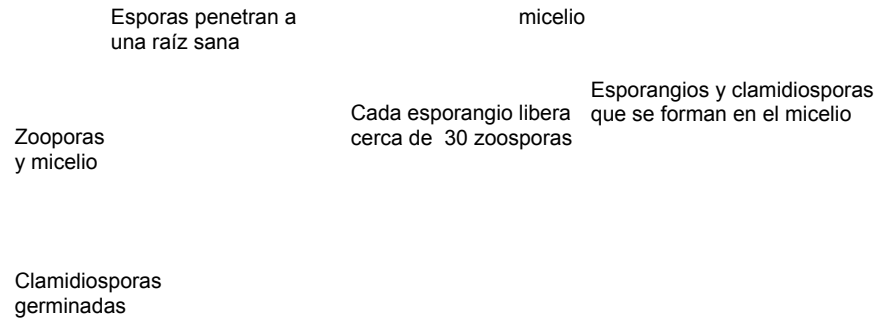 Esporas penetran a
una raíz sana
micelio
Esporangios y clamidiosporas
que se forman en el micelio
Cada esporangio libera
cerca de 30 zoosporas
Zooporas
y micelio
Clamidiosporas
germinadas